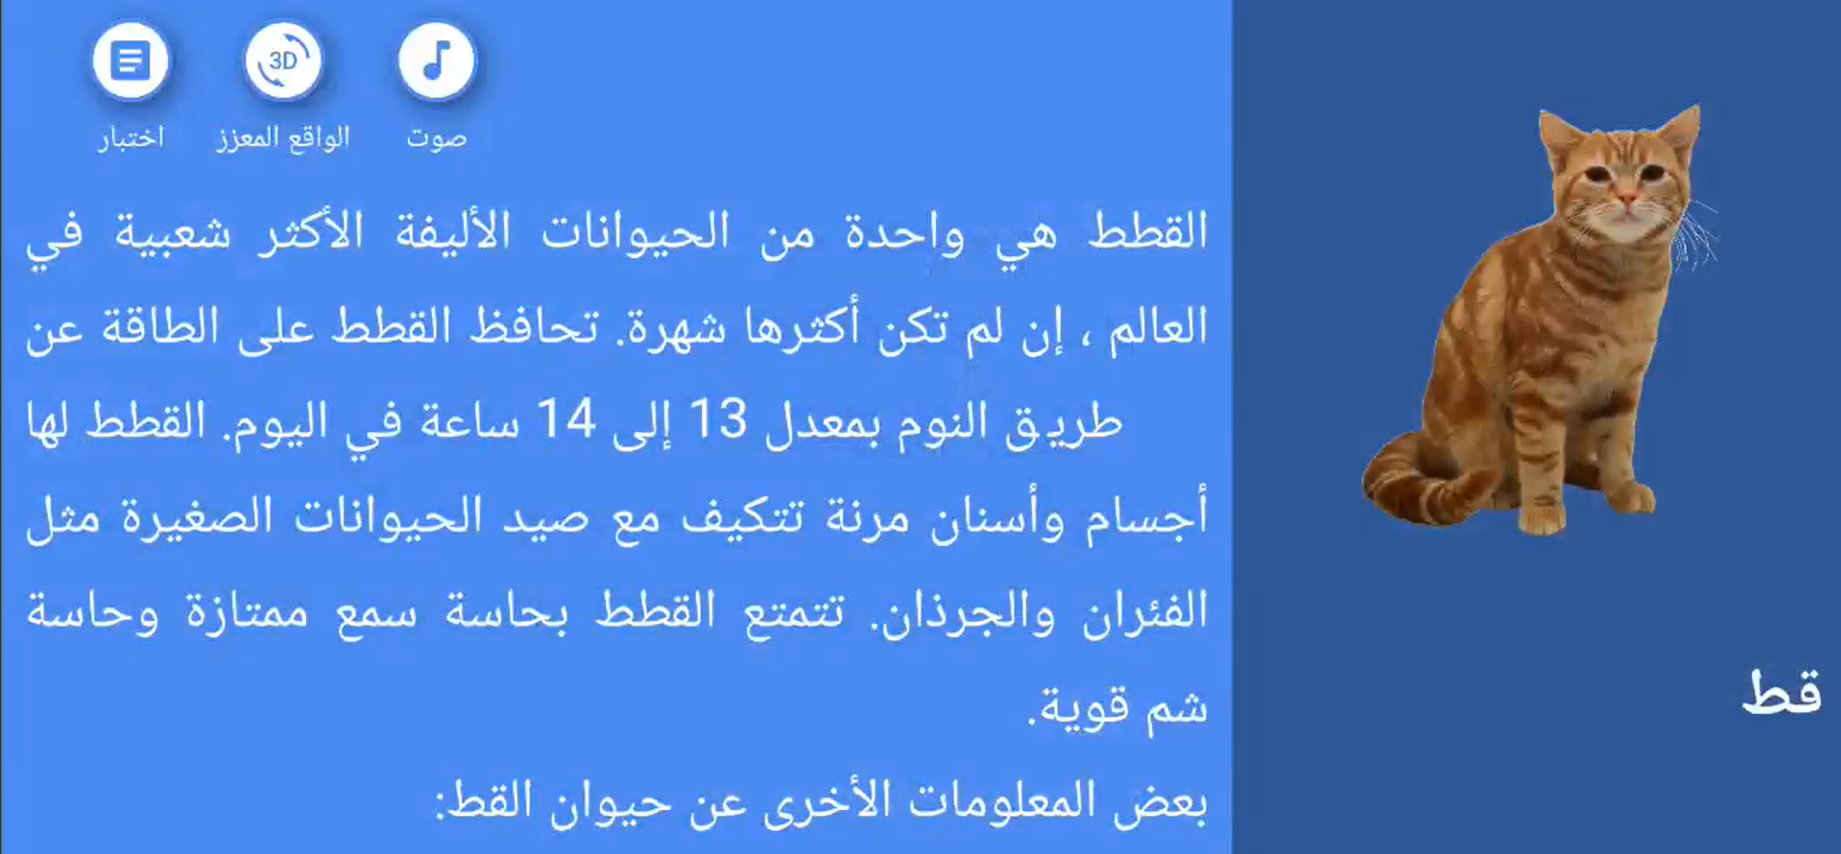 صوت
الواقع المعزز
3D
اختبار
القطط هي واحدة من الحيوانات الأليفة الأكثر شعبية في
العالم ، إن لم تكن أكثرها شهرة. تحافظ القطط على الطاقة عن
طريق النوم بمعدل 13 إلى 14 ساعة في اليوم. القطط لها
أجسام وأسنان مرنة تتكيف مع صيد الحيوانات الصغيرة مثل
الفئران والجرذان. تتمتع القطط بحاسة سمع ممتازة وحاسة
شم قوية.
بعض المعلومات الأخرى عن حيوان القط:
قط